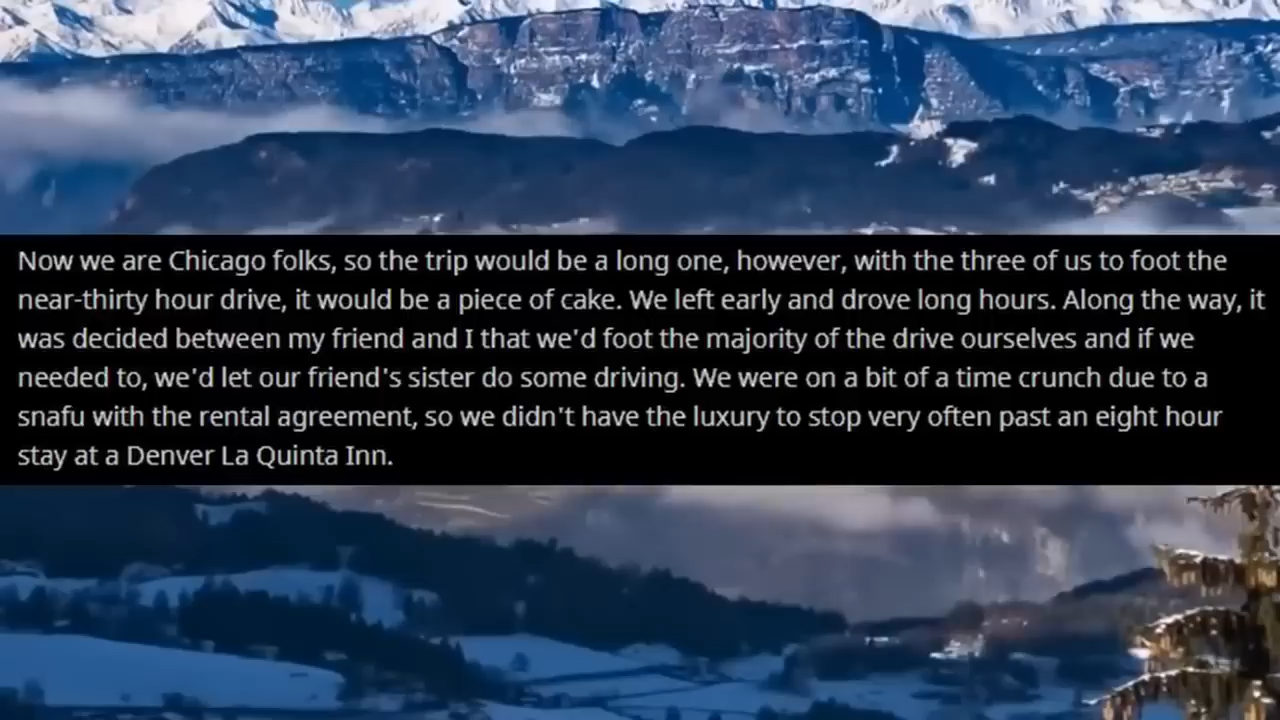 Now we are Chicago folks, so the trip would be a long one, however, with the three of us to foot the
near-thirty hour drive, it would be a piece of cake. We left early and drove long hours. Along the way, it
was decided between my friend and I that we'd foot the majority of the drive ourselves and if we
needed to, we'd let our friend's sister do some driving. We were on a bit of a time crunch due to a
snafu with the rental agreement, so we didn't have the luxury to stop very often past an eight hour
stay at a Denver La Quinta Inn.